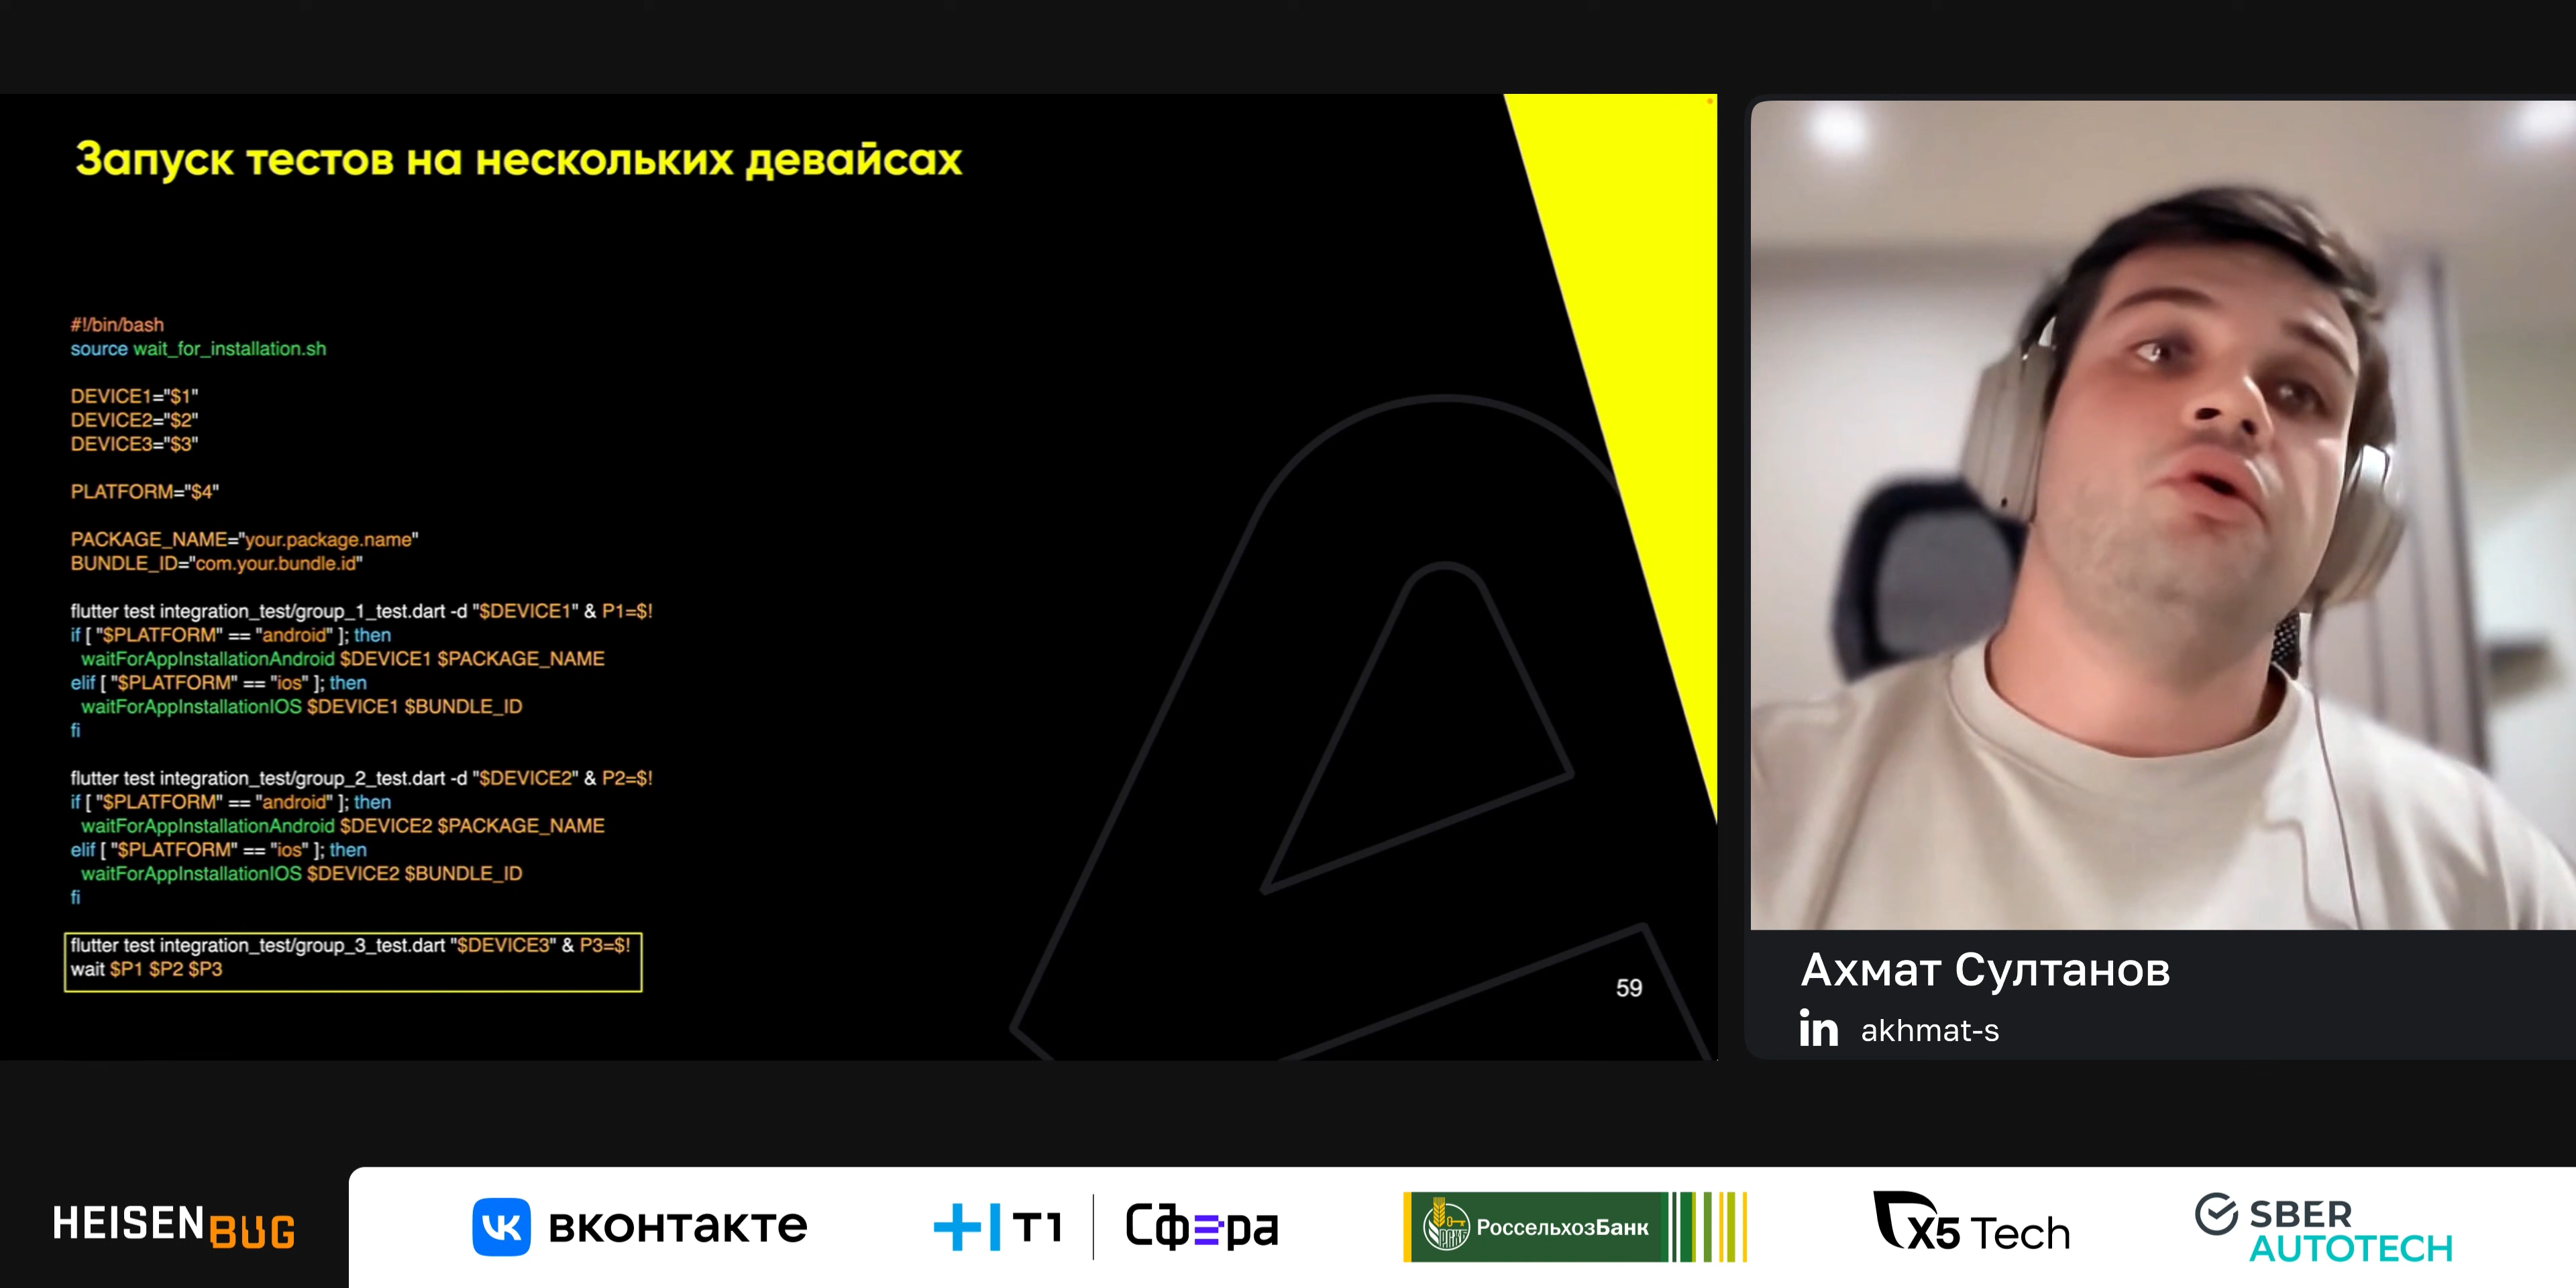 Запуск тестов на нескольких девайсах
#!/bin/bash
source wait_for_installation.sh
DEVICE1="$1"
DEVICE2="$2"
DEVICE3="$3"
PLATFORM="$4"
PACKAGE_NAME="your.package.name"
BUNDLE_ID="com.your.bundle.id"
flutter test integration_test/group_1_test.dart -d "$DEVICE1" & P1=$!
if [ "$PLATFORM" == "android" ]; then
waitForAppInstallationAndroid $DEVICE1 $PACKAGE_NAME
elif [ "$PLATFORM" == "ios" ]; then
waitForAppInstallationIOS $DEVICE1 $BUNDLE_ID
fi
flutter test integration_test/group_2_test.dart -d "$DEVICE2" & P2=$!
if [ "$PLATFORM" == "android" ]; then
waitForAppInstallationAndroid $DEVICE2 $PACKAGE_NAME
elif [ "$PLATFORM" == "ios" ]; then
waitForAppInstallationIOS $DEVICE2 $BUNDLE_ID
fi
flutter test integration_test/group_3_test.dart "$DEVICE3" & P3=$!
wait $P1 $P2 $P3
59
Ахмат Султанов
in akhmat-s
HEISENBUG
ВКОНТАКТЕ
Т1
Сфера
РоссельхозБанк
X5 Tech
SBER
AUTOTECH